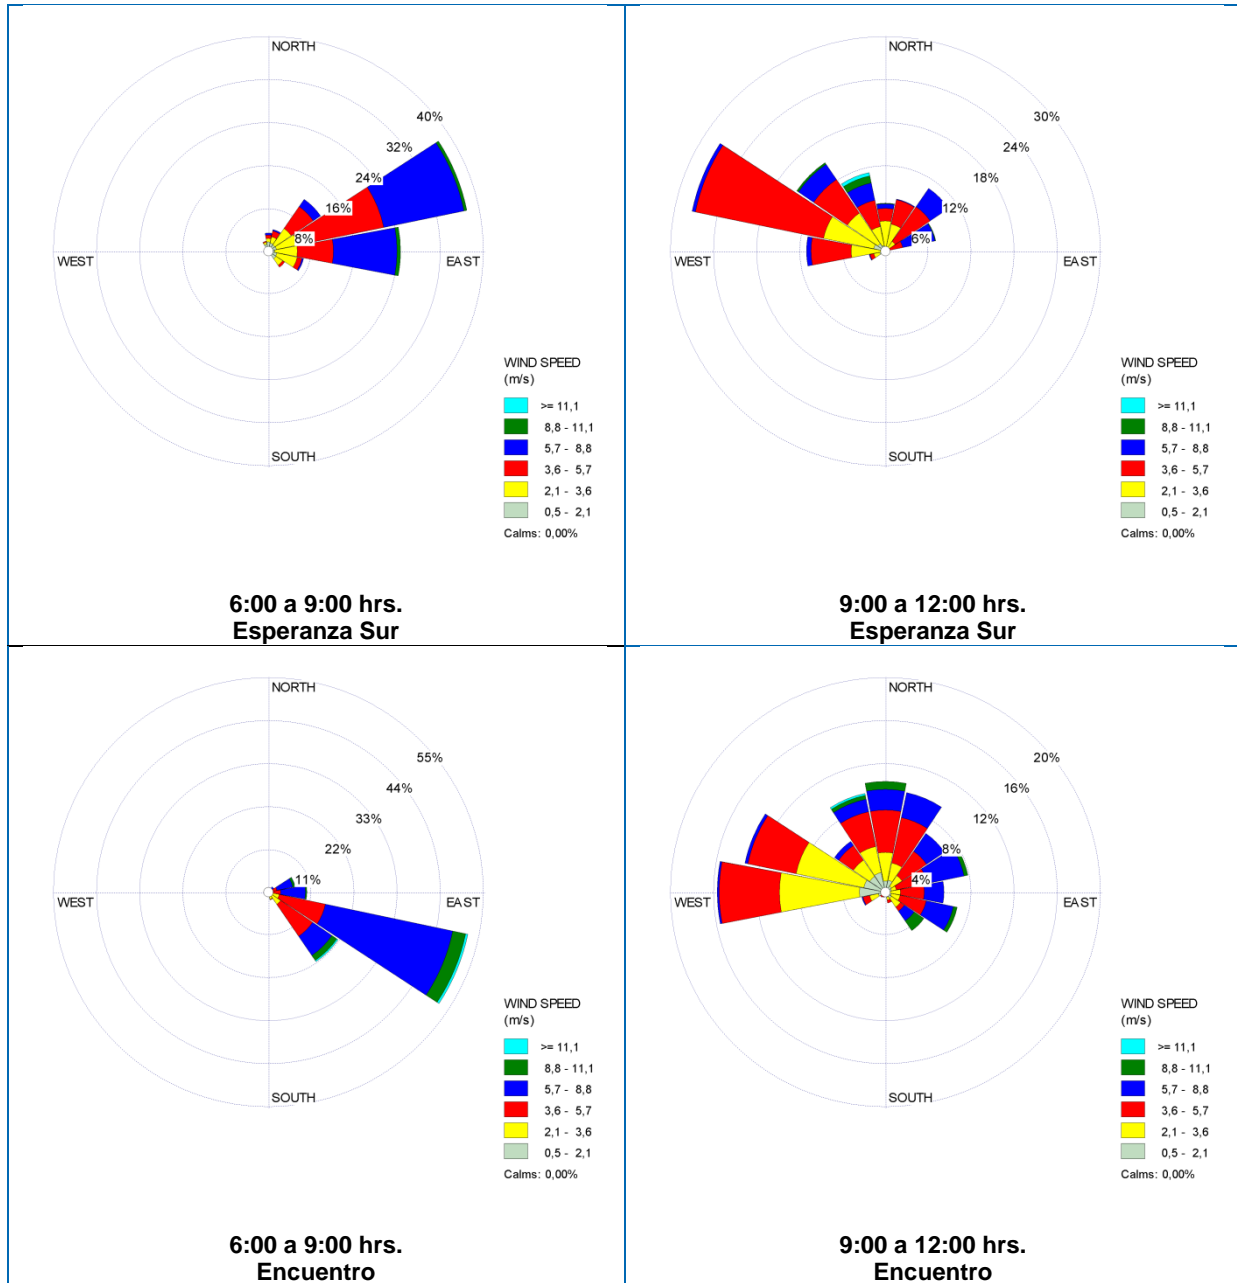 NORTH
40%
32%
24%
16%
8%
WEST
EAST
SOUTH
WIND SPEED
(m/s)
>= 11,1
8,8 - 11,1
5,7 - 8,8
3,6 - 5,7
2,1 - 3,6
0,5 - 2,1
Calms: 0,00%
6:00 a 9:00 hrs.
Esperanza Sur
NORTH
30%
24%
18%
12%
6%
WEST
EAST
SOUTH
WIND SPEED
(m/s)
>= 11,1
8,8 - 11,1
5,7 - 8,8
3,6 - 5,7
2,1 - 3,6
0,5 - 2,1
Calms: 0,00%
9:00 a 12:00 hrs.
Esperanza Sur
NORTH
55%
44%
33%
22%
11%
WEST
EAST
SOUTH
WIND SPEED
(m/s)
>= 11,1
8,8 - 11,1
5,7 - 8,8
3,6 - 5,7
2,1 - 3,6
0,5 - 2,1
Calms: 0,00%
6:00 a 9:00 hrs.
Encuentro
NORTH
20%
16%
12%
8%
4%
WEST
EAST
SOUTH
WIND SPEED
(m/s)
>= 11,1
8,8 - 11,1
5,7 - 8,8
3,6 - 5,7
2,1 - 3,6
0,5 - 2,1
Calms: 0,00%
9:00 a 12:00 hrs.
Encuentro